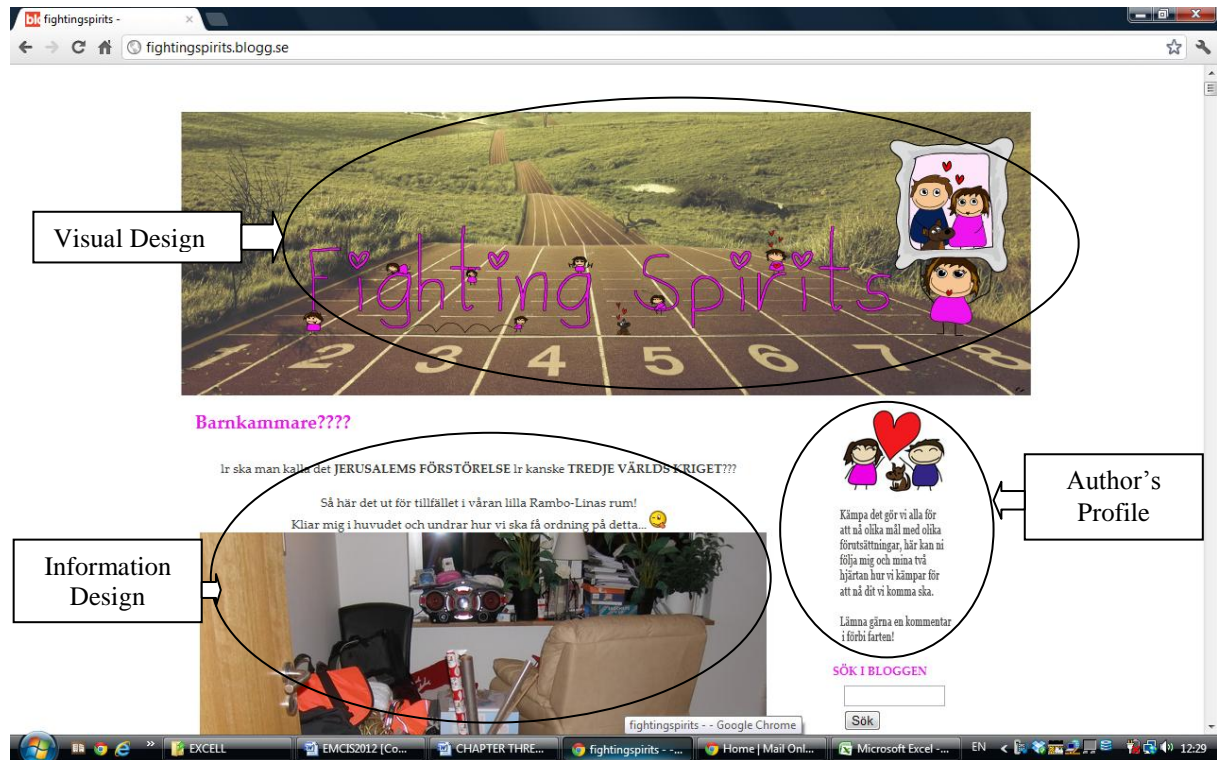 fightingspirits -
fightingspirits.blogg.se
Visual Design
Fighting Spirits
1 2 3 4 5 6 7 8
Barnkammare????
lr ska man kalla det JERUSALEMS FÖRSTÖRELSE lr kanske TREDJE VÄRLDS KRIGET???
Så här det ut för tillfället i våran lilla Rambo-Linas rum!
Kliar mig i huvudet och undrar hur vi ska få ordning på detta...
Information
Design
Kämpa det gör vi alla för
att nå olika mål med olika
förutsättningar, här kan ni
följa mig och mina två
hjärtan hur vi kämpar för
att nå dit vi komma ska.
Lämna gärna en kommentar
i förbi farten!
Author's
Profile
SÖK I BLOGGEN
Sök
fightingspirits - - Google Chrome
EXCELL
EMCIS2012 [Co...
CHAPTER THRE...
fightingspirits - -...
Home | Mail Onl...
Microsoft Excel -...
EN
12:29